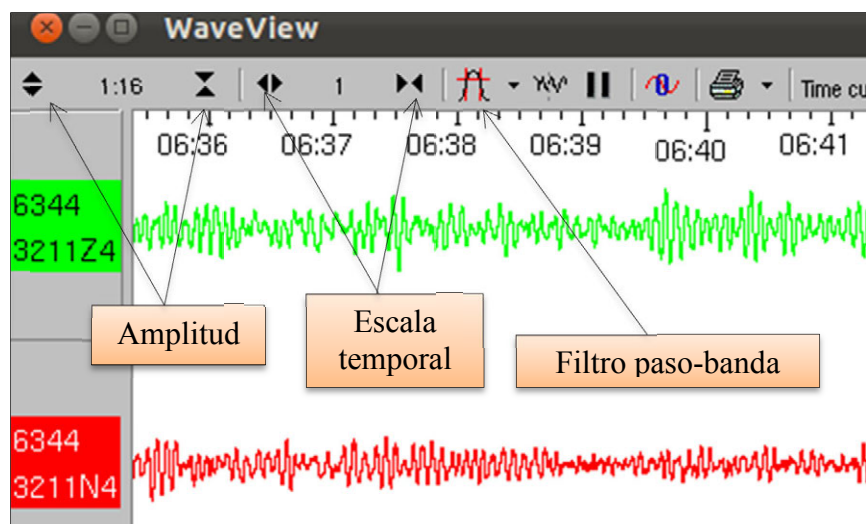 WaveView
1:16 1 Time cu
06:36 06:37 06:38 06:39 06:40 06:41
6344
3211Z4
Amplitud
Escala
temporal
Filtro paso-banda
6344
3211N4